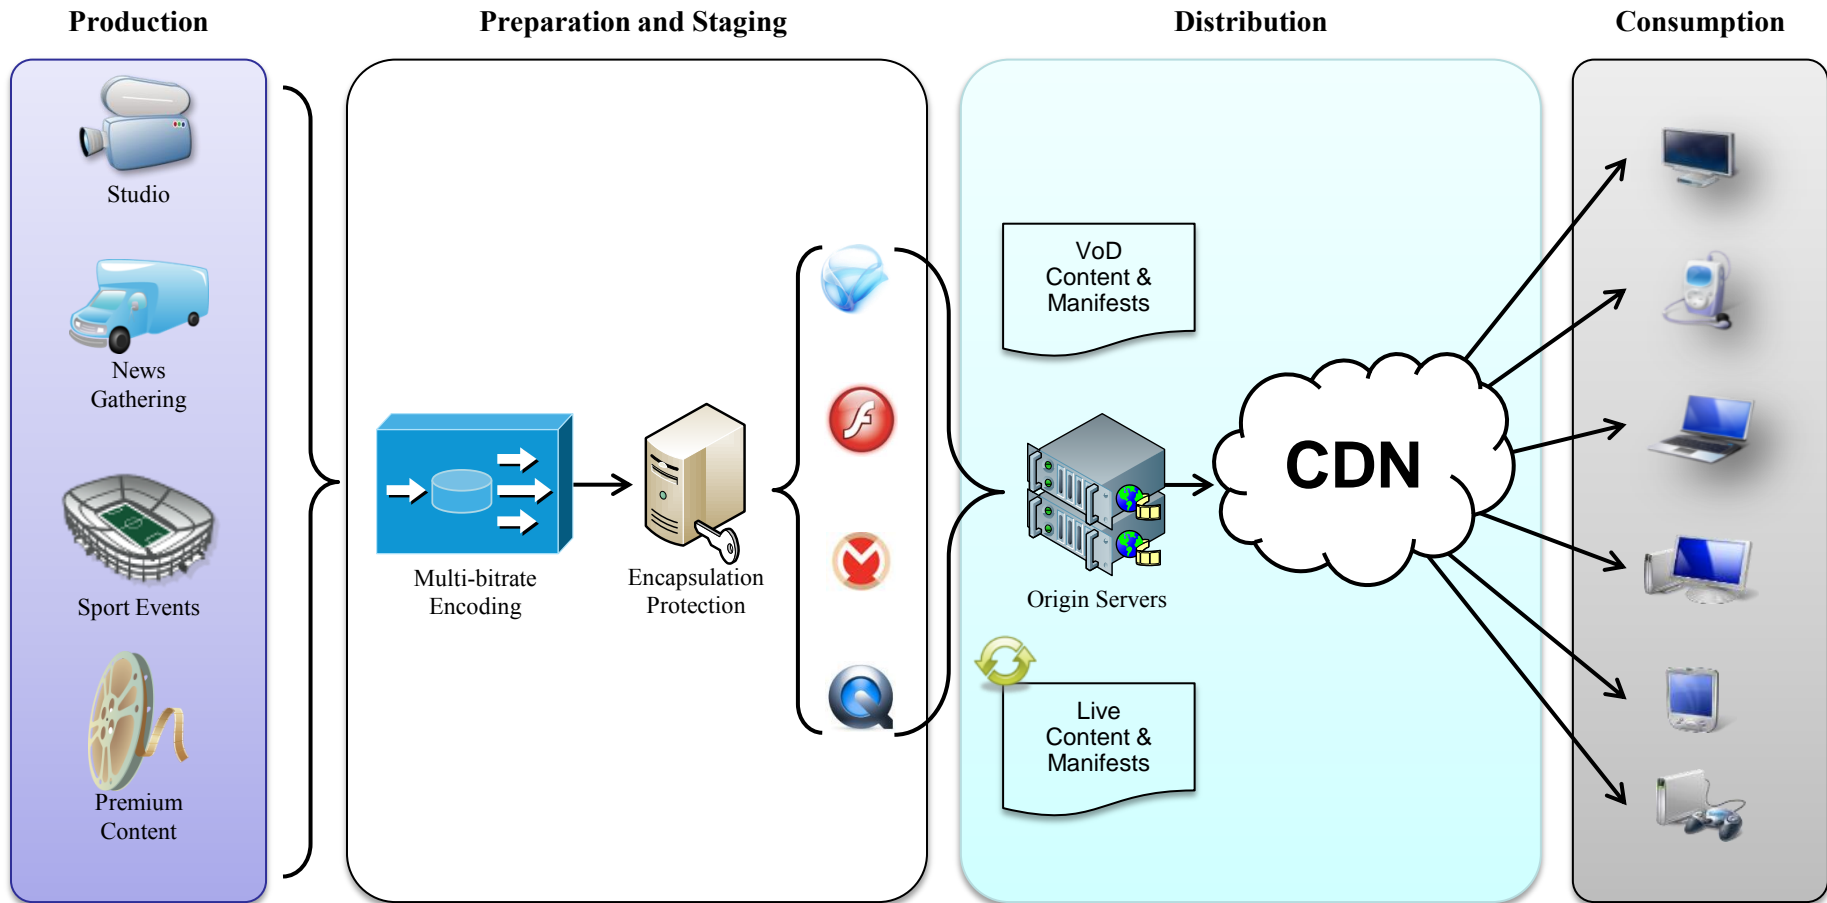 Production
Preparation and Staging
Distribution
Consumption
Studio
News
Gathering
Sport Events
Premium
Content
Multi-bitrate
Encoding
Encapsulation
Protection
VoD
Content &
Manifests
Origin Servers
CDN
Live
Content &
Manifests